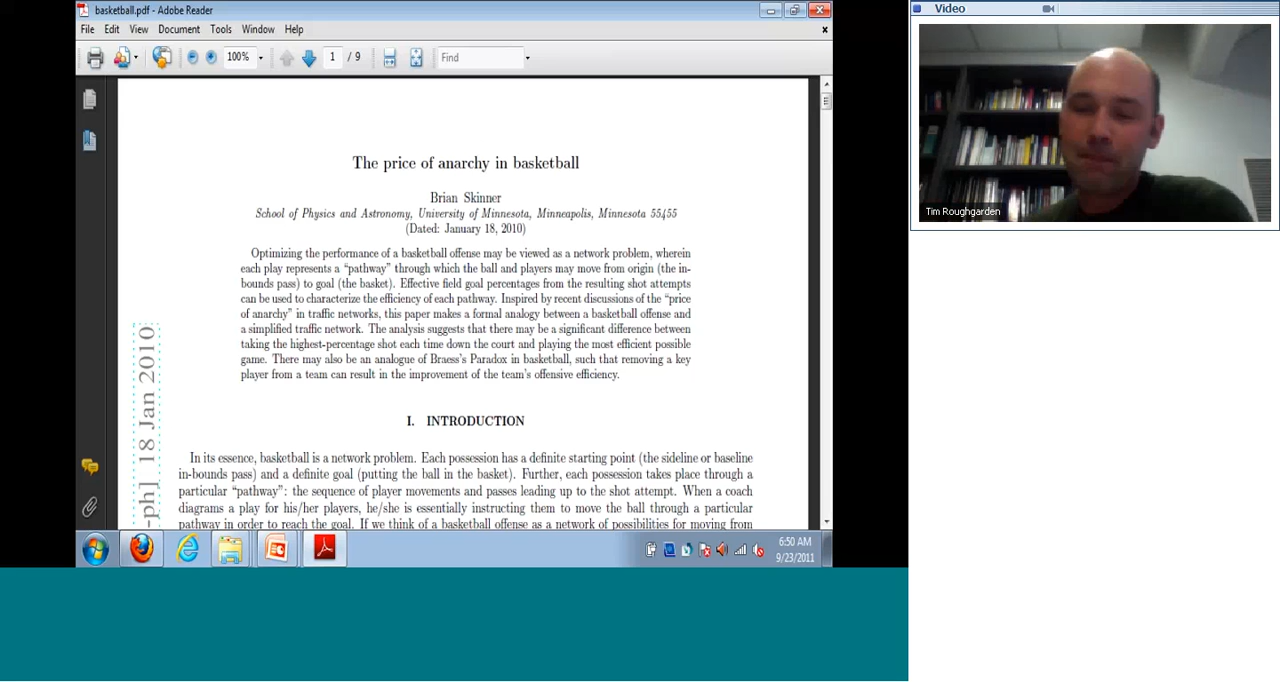 basketball.pdf - Adobe Reader
File Edit View Document Tools Window Help
100% 1 / 9 Find
The price of anarchy in basketball
Brian Skinner
School of Physics and Astronomy, University of Minnesota, Minneapolis, Minnesota 55455
(Dated: January 18, 2010)
Optimizing the performance of a basketball offense may be viewed as a network problem, wherein
each play represents a “pathway” through which the ball and players may move from origin (the in-
bounds pass) to goal (the basket). Effective field goal percentages from the resulting shot attempts
can be used to characterize the efficiency of each pathway. Inspired by recent discussions of the “price
of anarchy” in traffic networks, this paper makes a formal analogy between a basketball offense and
a simplified traffic network. The analysis suggests that there may be a significant difference between
taking the highest-percentage shot each time down the court and playing the most efficient possible
game. There may also be an analogue of Braess’s Paradox in basketball, such that removing a key
player from a team can result in the improvement of the team’s offensive efficiency.
-ph] 18 Jan 2010
I. INTRODUCTION
In its essence, basketball is a network problem. Each possession has a definite starting point (the sideline or baseline
in-bounds pass) and a definite goal (putting the ball in the basket). Further, each possession takes place through a
particular “pathway”: the sequence of player movements and passes leading up to the shot attempt. When a coach
diagrams a play for his/her players, he/she is essentially instructing them to move the ball through a particular
pathway in order to reach the goal. If we think of a basketball offense as a network of possibilities for moving from
6:50 AM
9/23/2011
Video
Tim Roughgarden